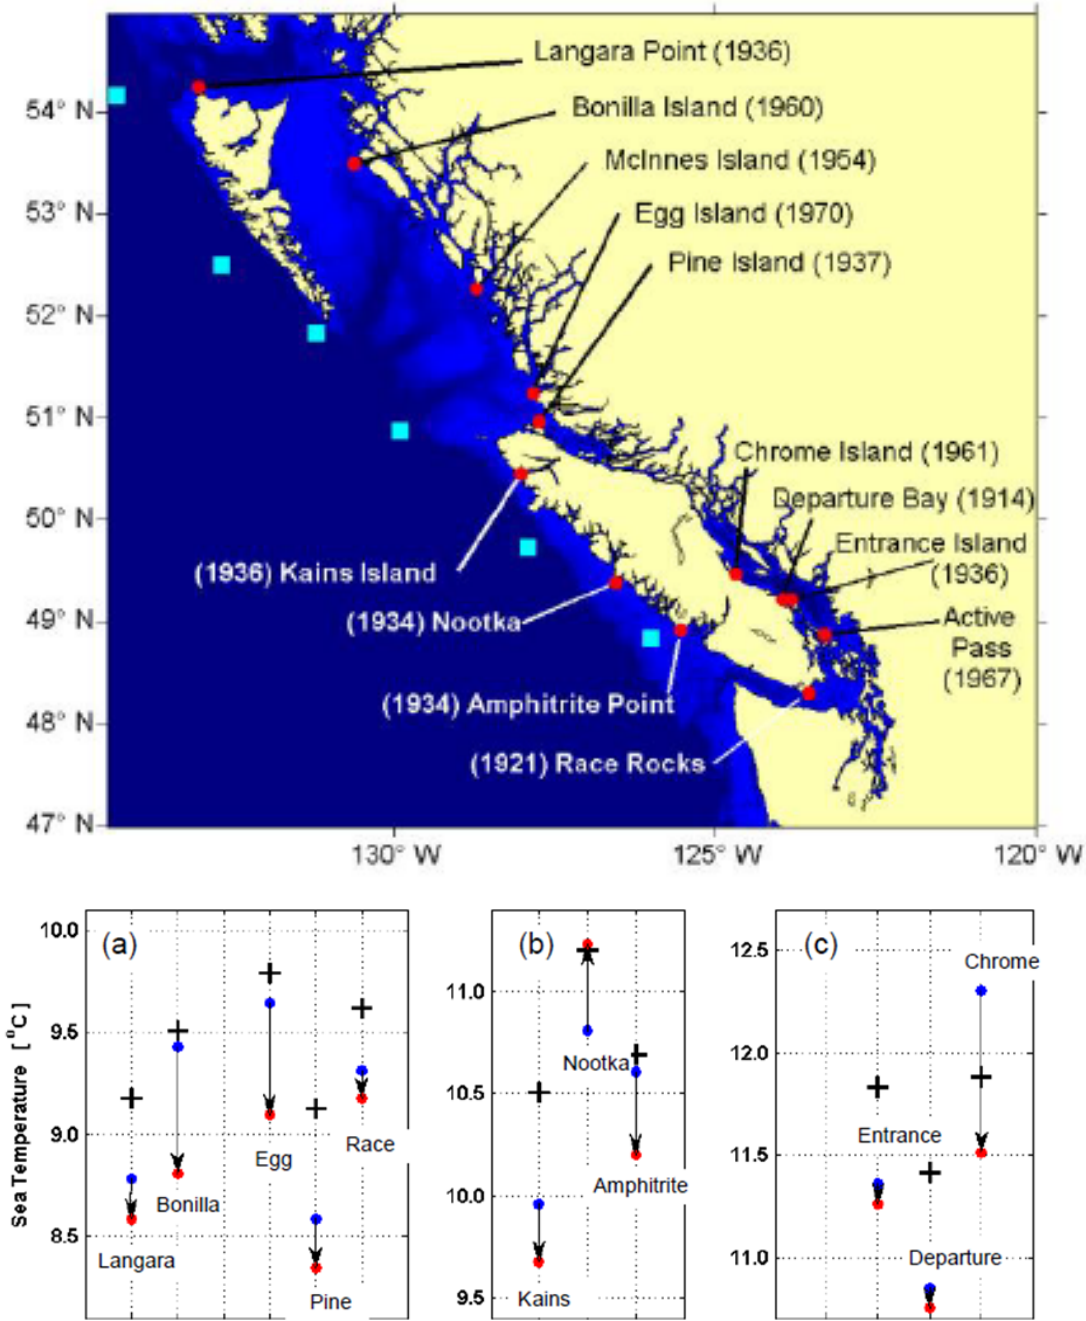 Langara Point (1936)
54° N
Bonilla Island (1960)
McInnes Island (1954)
53° N
Egg Island (1970)
Pine Island (1937)
52° N
51° N
Chrome Island (1961)
Departure Bay (1914)
50° N
Entrance Island
(1936)
(1936) Kains Island
(1934) Nootka
49° N
Active
Pass
(1967)
(1934) Amphitrite Point
48° N
(1921) Race Rocks
47° N
130° W
125° W
120° W
Sea Temperature [ °C]
10.0
9.5
9.0
8.5
(a)
Langara
Bonilla
Egg
Pine
Race
11.0
10.5
10.0
9.5
(b)
Nootka
Amphitrite
Kains
12.5
12.0
11.5
11.0
(c)
Chrome
Entrance
Departure